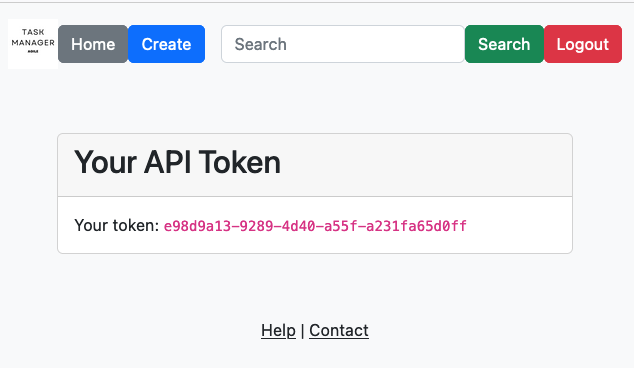 TASK
MANAGER
Home Create Search Search Logout
Your API Token
Your token: e98d9a13-9289-4d40-a55f-a231fa65d0ff
Help | Contact